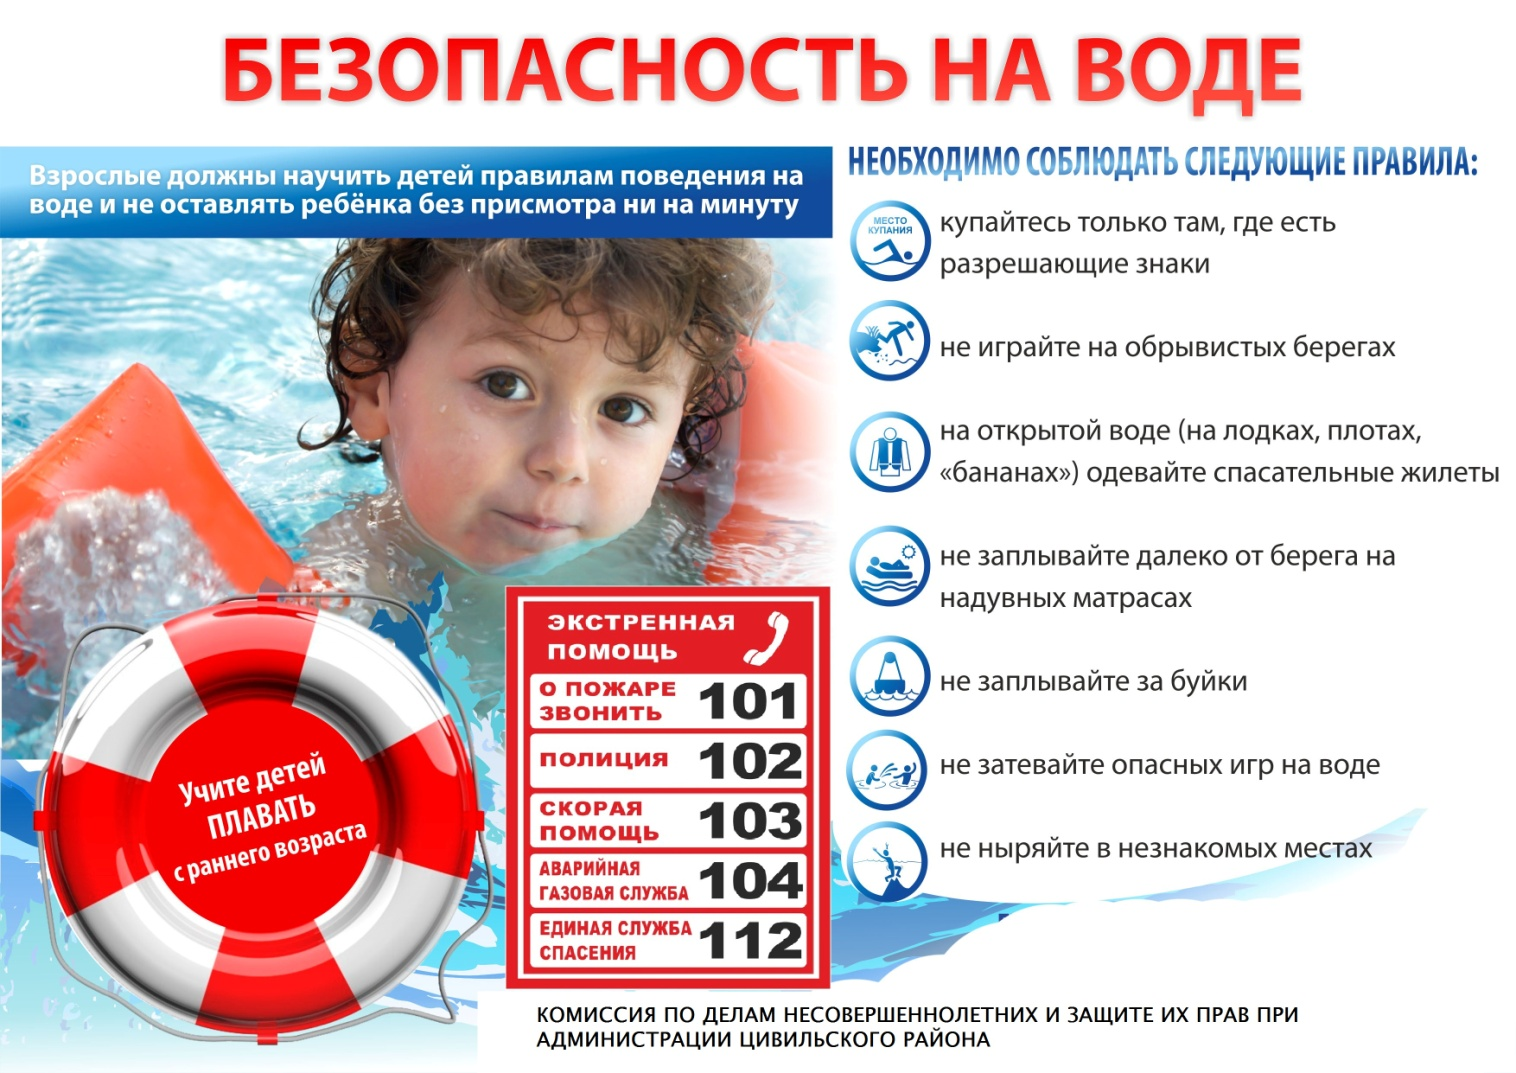 БЕЗОПАСНОСТЬ НА ВОДЕ
Взрослые должны научить детей правилам поведения на
воде и не оставлять ребёнка без присмотра ни на минуту
НЕОБХОДИМО СОБЛЮДАТЬ СЛЕДУЮЩИЕ ПРАВИЛА:
МЕСТО
КУПАНИЯ
купайтесь только там, где есть
разрешающие знаки
не играйте на обрывистых берегах
на открытой воде (на лодках, плотах,
«бананах») одевайте спасательные жилеты
не заплывайте далеко от берега на
надувных матрасах
не заплывайте за буйки
не затевайте опасных игр на воде
не ныряйте в незнакомых местах
Учите детей
ПЛАВАТЬ
с раннего возраста
ЭКСТРЕННАЯ
ПОМОЩЬ
О ПОЖАРЕ
ЗВОНИТЬ 101
ПОЛИЦИЯ 102
СКОРАЯ
ПОМОЩЬ 103
АВАРИЙНАЯ
ГАЗОВАЯ СЛУЖБА 104
ЕДИНАЯ СЛУЖБА
СПАСЕНИЯ 112
КОМИССИЯ ПО ДЕЛАМ НЕСОВЕРШЕННОЛЕТНИХ И ЗАЩИТЕ ИХ ПРАВ ПРИ
АДМИНИСТРАЦИИ ЦИВИЛЬСКОГО РАЙОНА